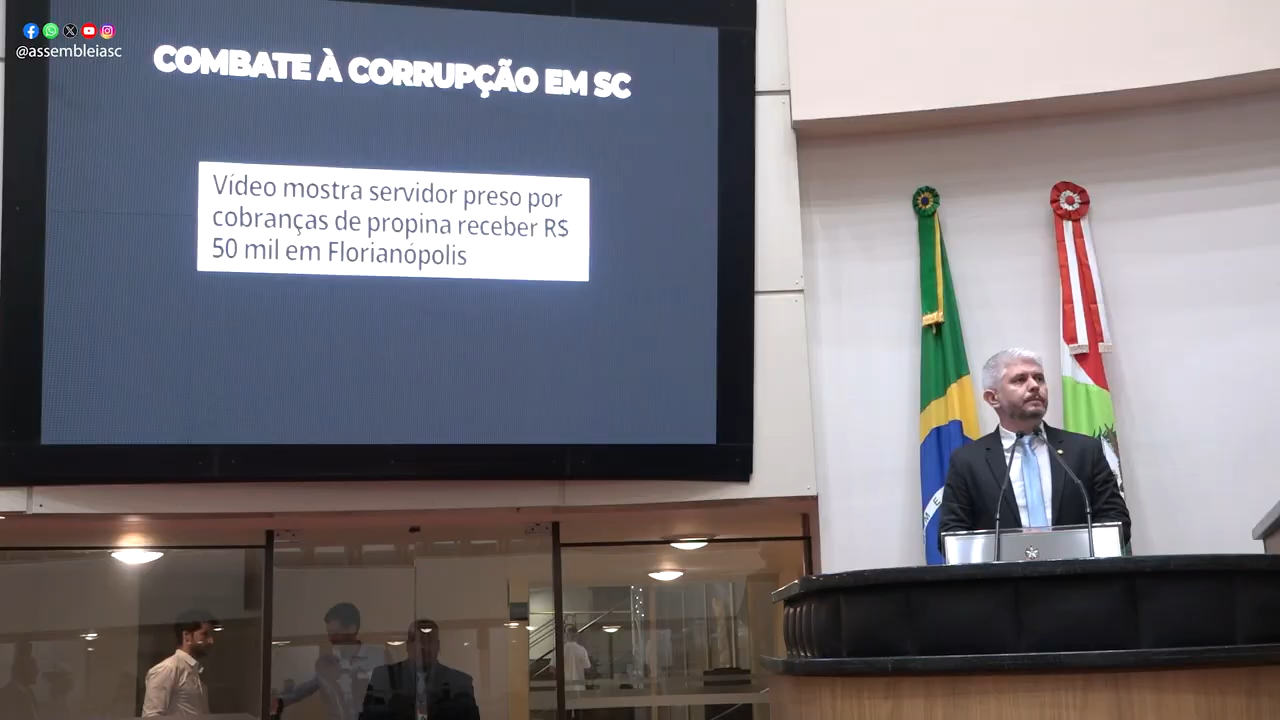 @assembleiasc
COMBATE À CORRUPÇÃO EM SC
Vídeo mostra servidor preso por
cobranças de propina receber R$
50 mil em Florianópolis
M E